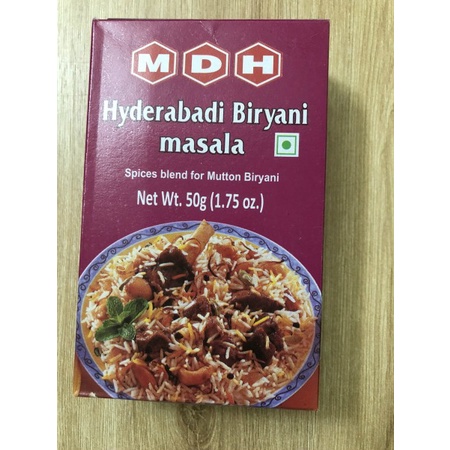 MDH
Hyderabadi Biryani
masala
Spices blend for Mutton Biryani
Net Wt. 50g (1.75 oz.)